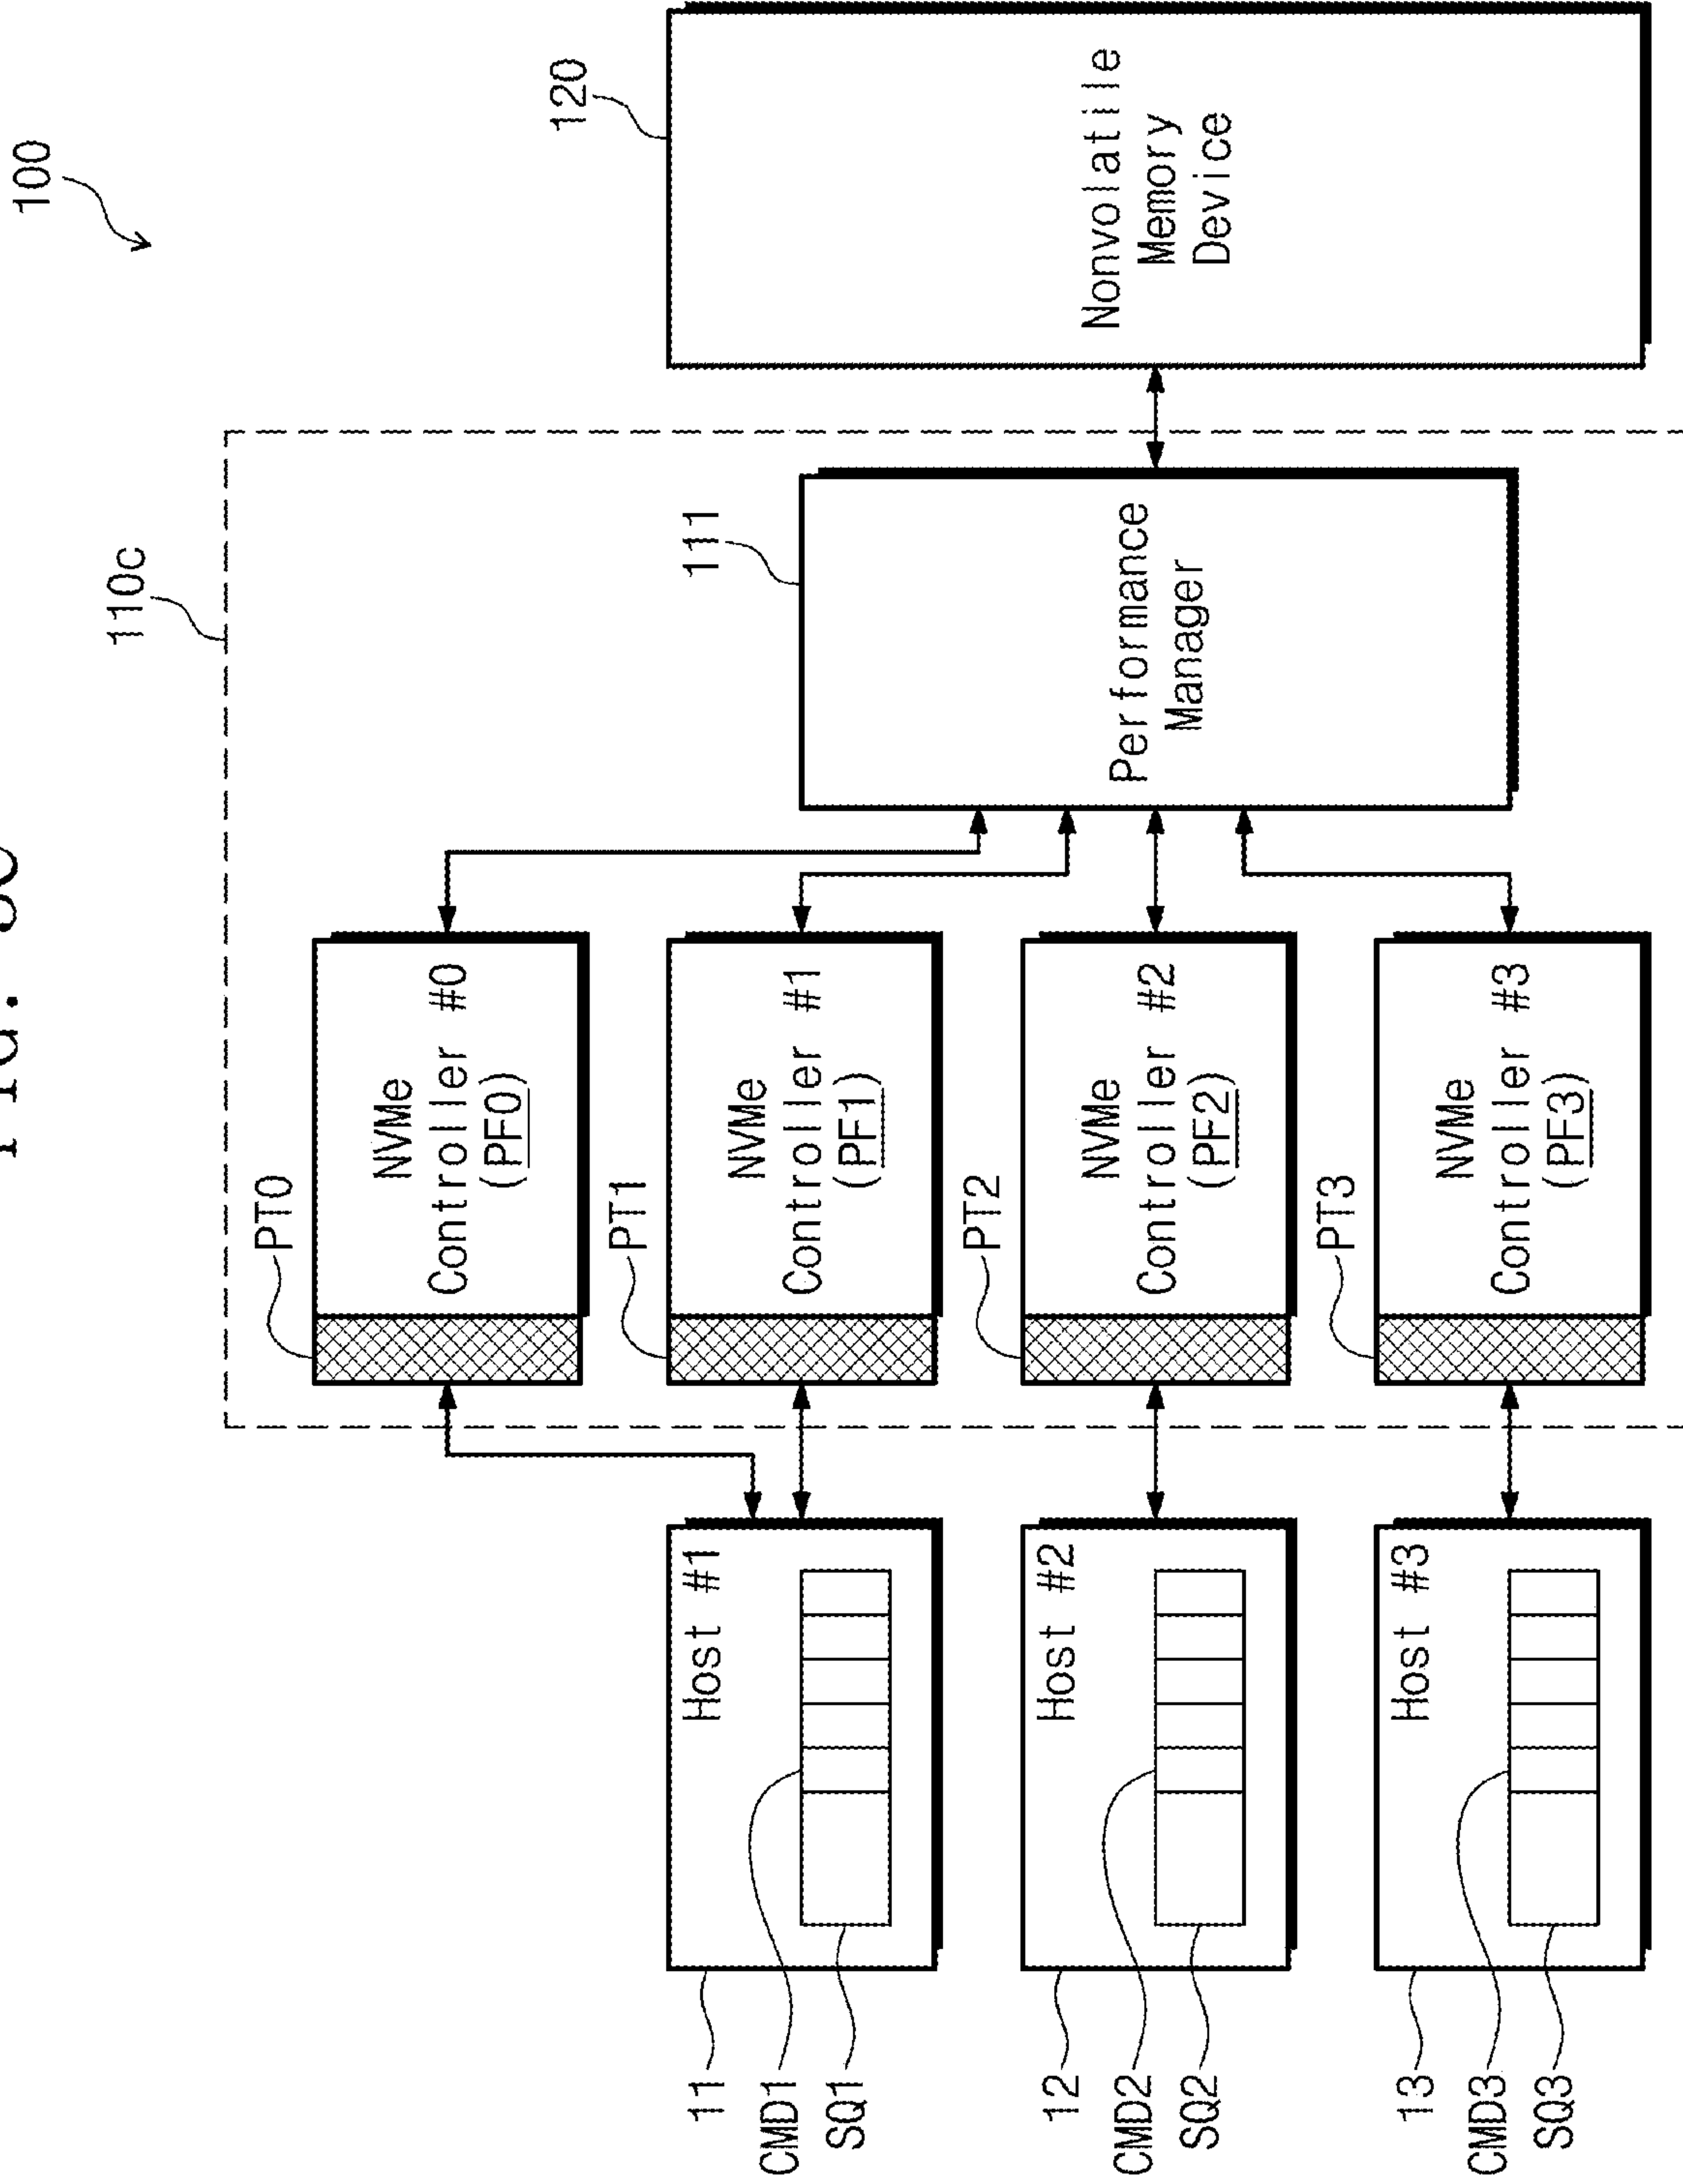 100
110c
PT0
NVMe
Controller #0
(PF0)
11
Host #1
CMD1
SQ1
PT1
NVMe
Controller #1
(PF1)
111
Performance
Manager
120
Nonvolatile
Memory
Device
12
Host #2
CMD2
SQ2
PT2
NVMe
Controller #2
(PF2)
13
Host #3
CMD3
SQ3
PT3
NVMe
Controller #3
(PF3)